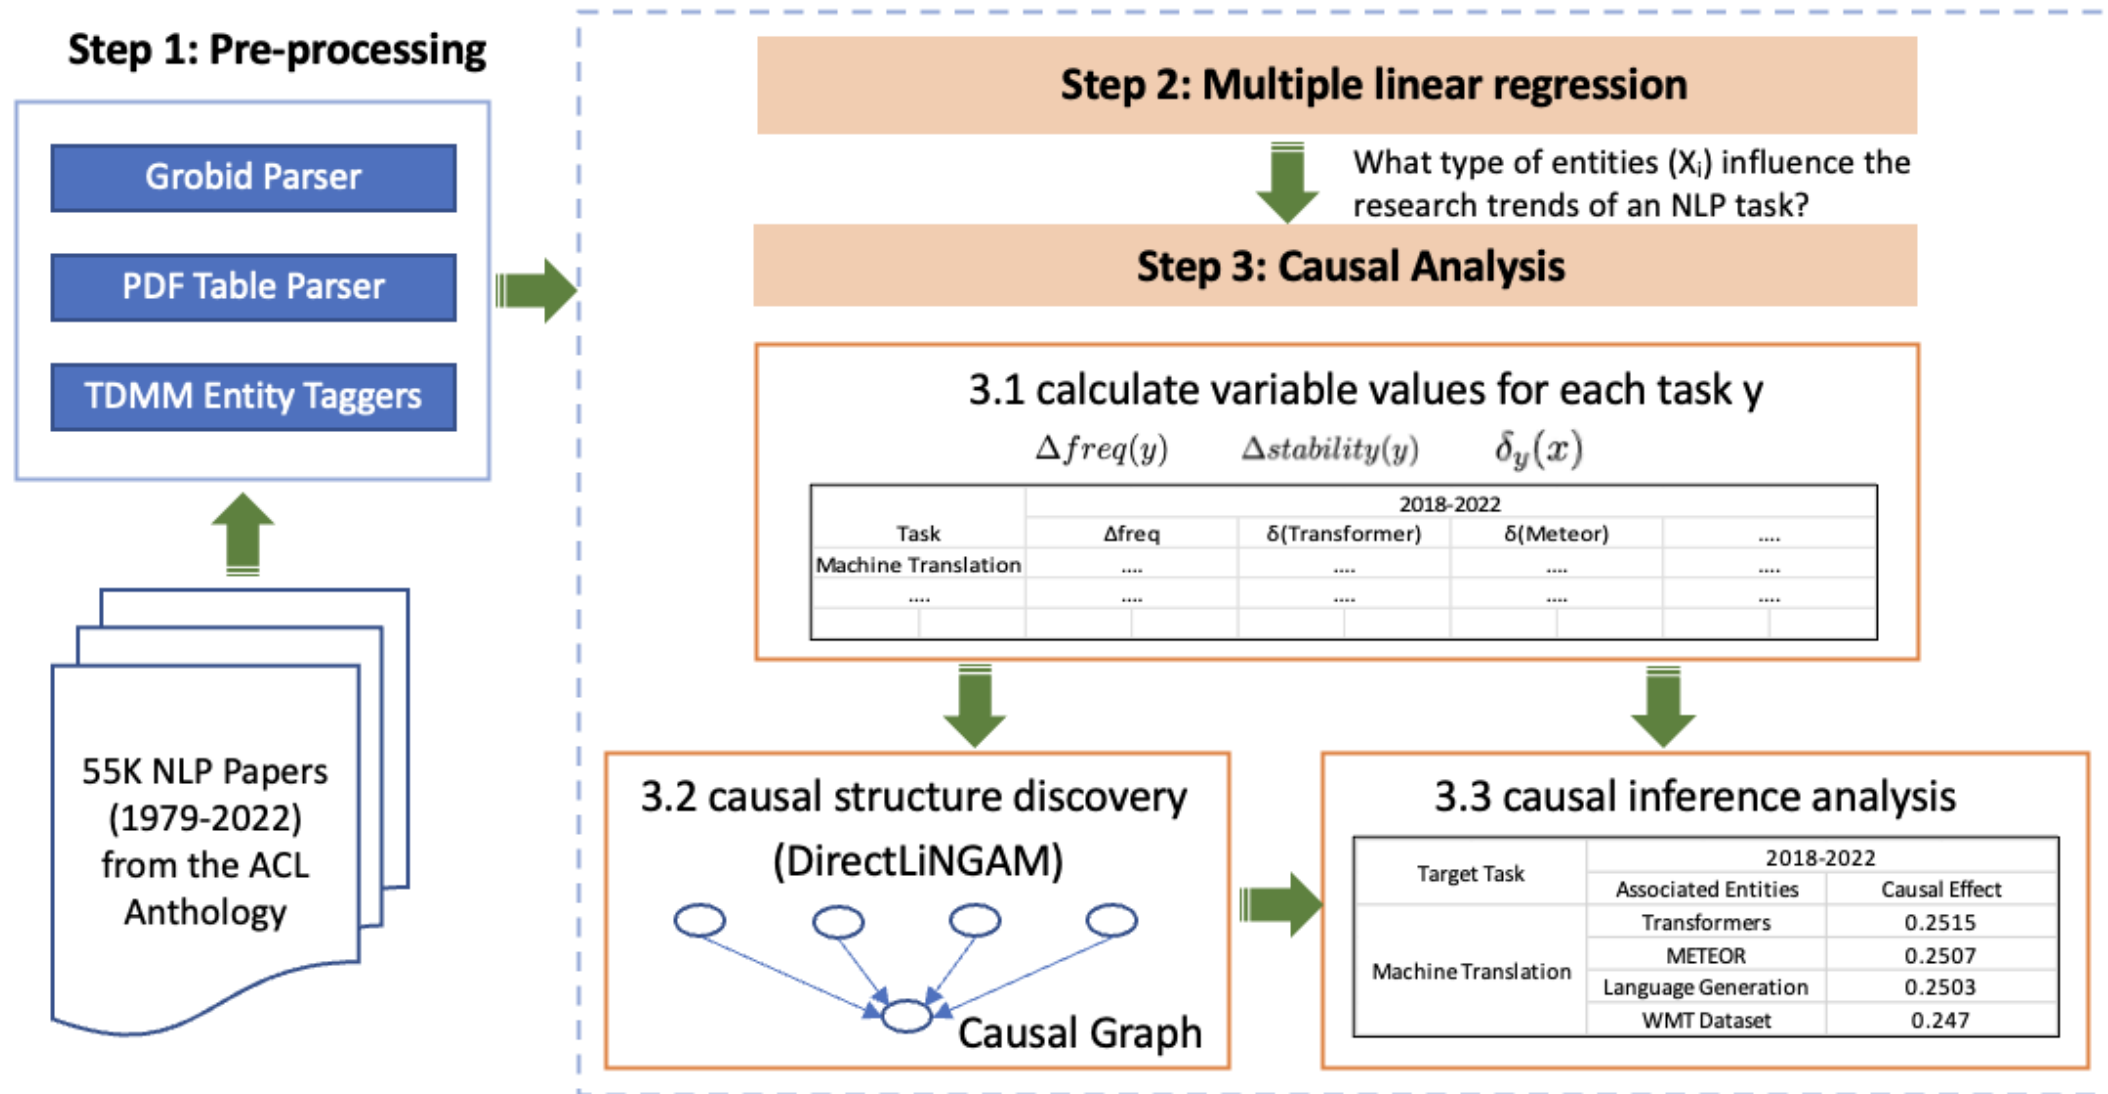 Step 1: Pre-processing
Grobid Parser
PDF Table Parser
TDMM Entity Taggers
55K NLP Papers
(1979-2022)
from the ACL
Anthology
Step 2: Multiple linear regression
What type of entities (Xᵢ) influence the
research trends of an NLP task?
Step 3: Causal Analysis
3.1 calculate variable values for each task y
Δfreq(y) Δstability(y) δ_y(x)
2018-2022
Task Δfreq δ(Transformer) δ(Meteor) ....
Machine Translation .... .... .... ....
.... .... .... .... ....
3.2 causal structure discovery
(DirectLiNGAM)
Causal Graph
3.3 causal inference analysis
Target Task 2018-2022
Associated Entities Causal Effect
Transformers 0.2515
METEOR 0.2507
Machine Translation
Language Generation 0.2503
WMT Dataset 0.247